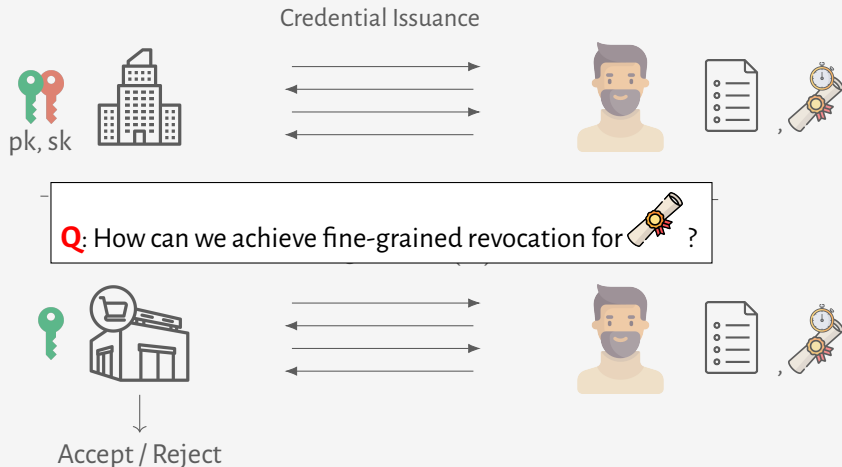 Credential Issuance
pk, sk
,
Q: How can we achieve fine-grained revocation for ?
,
Accept / Reject